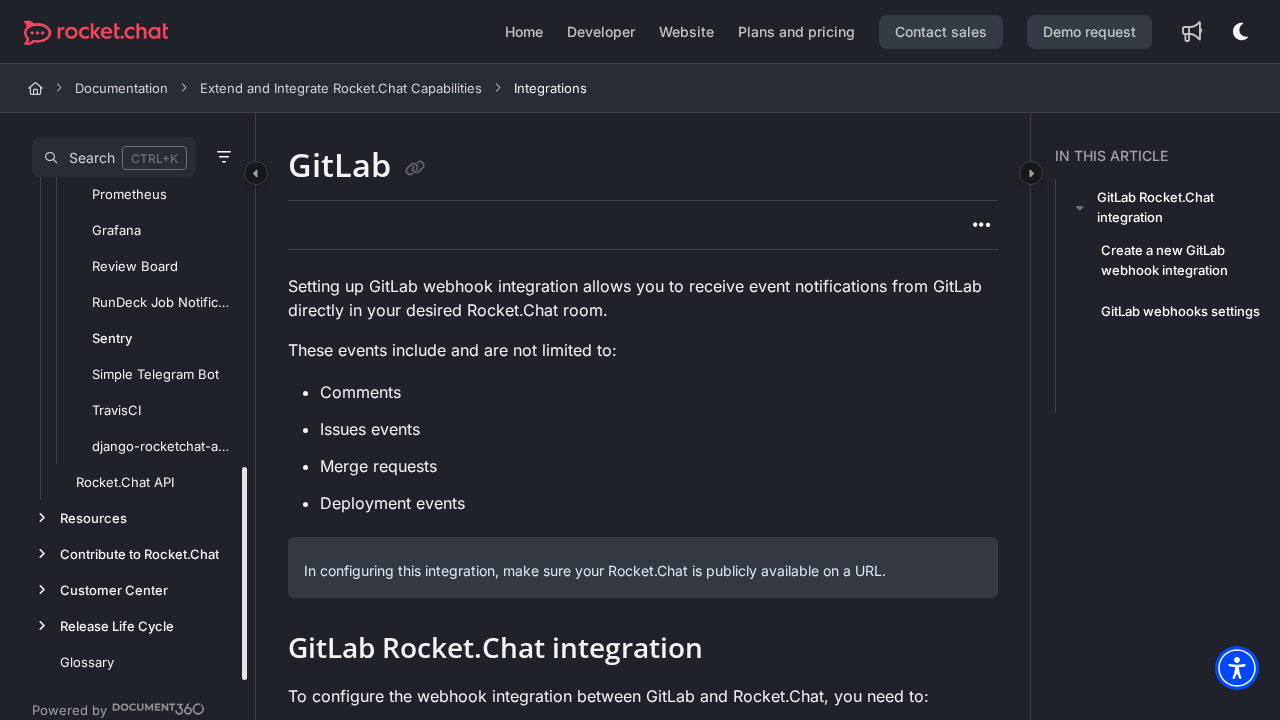 rocket.chat
Home
Developer
Website
Plans and pricing
Contact sales
Demo request
Documentation
Extend and Integrate Rocket.Chat Capabilities
Integrations
Search
CTRL+K
Prometheus
Grafana
Review Board
RunDeck Job Notific...
Sentry
Simple Telegram Bot
TravisCI
django-rocketchat-a...
Rocket.Chat API
Resources
Contribute to Rocket.Chat
Customer Center
Release Life Cycle
Glossary
Powered by DOCUMENT360
GitLab
Setting up GitLab webhook integration allows you to receive event notifications from GitLab
directly in your desired Rocket.Chat room.
These events include and are not limited to:
Comments
Issues events
Merge requests
Deployment events
In configuring this integration, make sure your Rocket.Chat is publicly available on a URL.
GitLab Rocket.Chat integration
To configure the webhook integration between GitLab and Rocket.Chat, you need to:
IN THIS ARTICLE
GitLab Rocket.Chat
integration
Create a new GitLab
webhook integration
GitLab webhooks settings